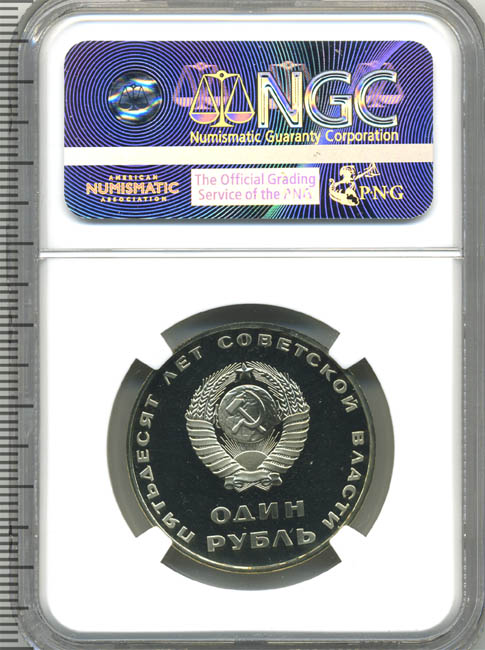 NGC
Numismatic Guaranty Corporation
AMERICAN
NUMISMATIC
ASSOCIATION
The Official Grading
Service of the PNG
PNG
ПЯТЬДЕСЯТ ЛЕТ СОВЕТСКОЙ ВЛАСТИ
ОДИН
РУБЛЬ